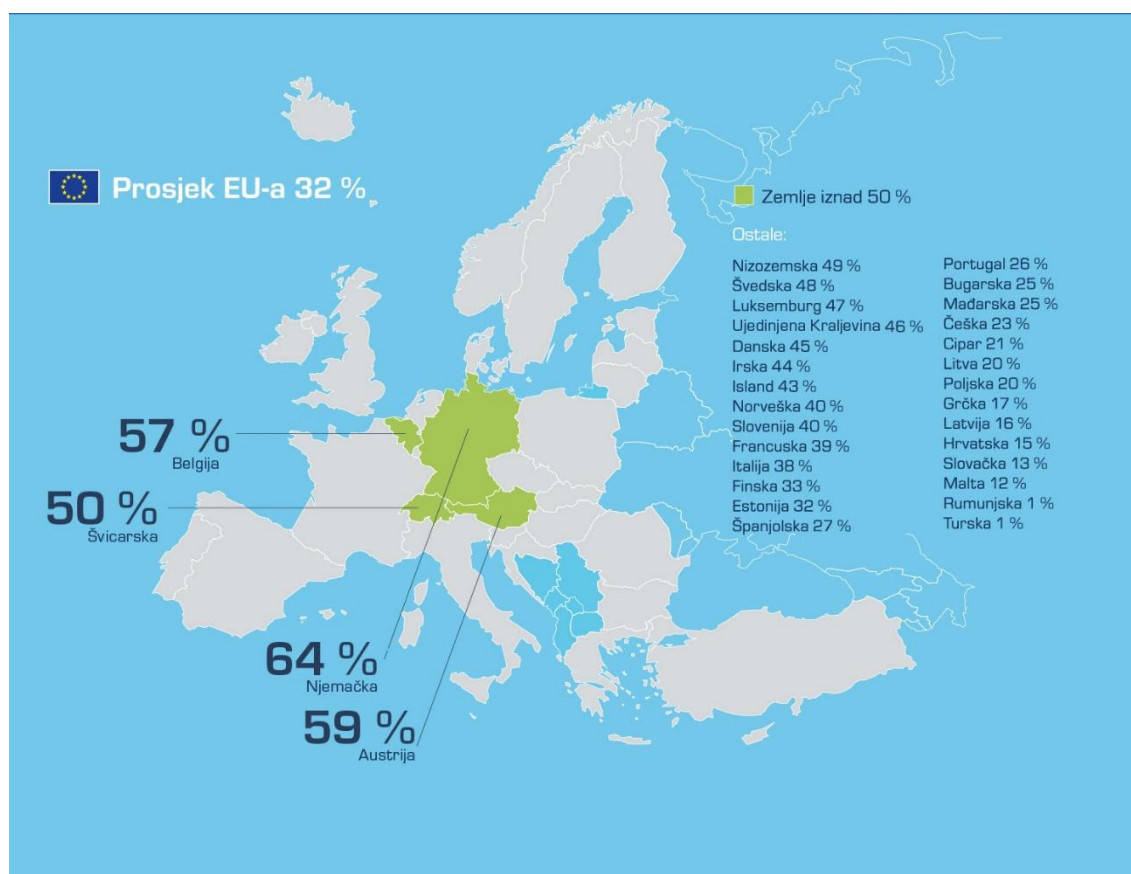 Prosjek EU-a 32 %
Zemlje iznad 50 %
Ostale:
Nizozemska 49 %
Švedska 48 %
Luksemburg 47 %
Ujedinjena Kraljevina 46 %
Danska 45 %
Irska 44 %
Island 43 %
Norveška 40 %
Slovenija 40 %
Francuska 39 %
Italija 38 %
Finska 33 %
Estonija 32 %
Španjolska 27 %
Portugal 26 %
Bugarska 25 %
Mađarska 25 %
Češka 23 %
Cipar 21 %
Litva 20 %
Poljska 20 %
Grčka 17 %
Latvija 16 %
Hrvatska 15 %
Slovačka 13 %
Malta 12 %
Rumunjska 1 %
Turska 1 %
57 %
Belgija
50 %
Švicarska
64 %
Njemačka
59 %
Austrija